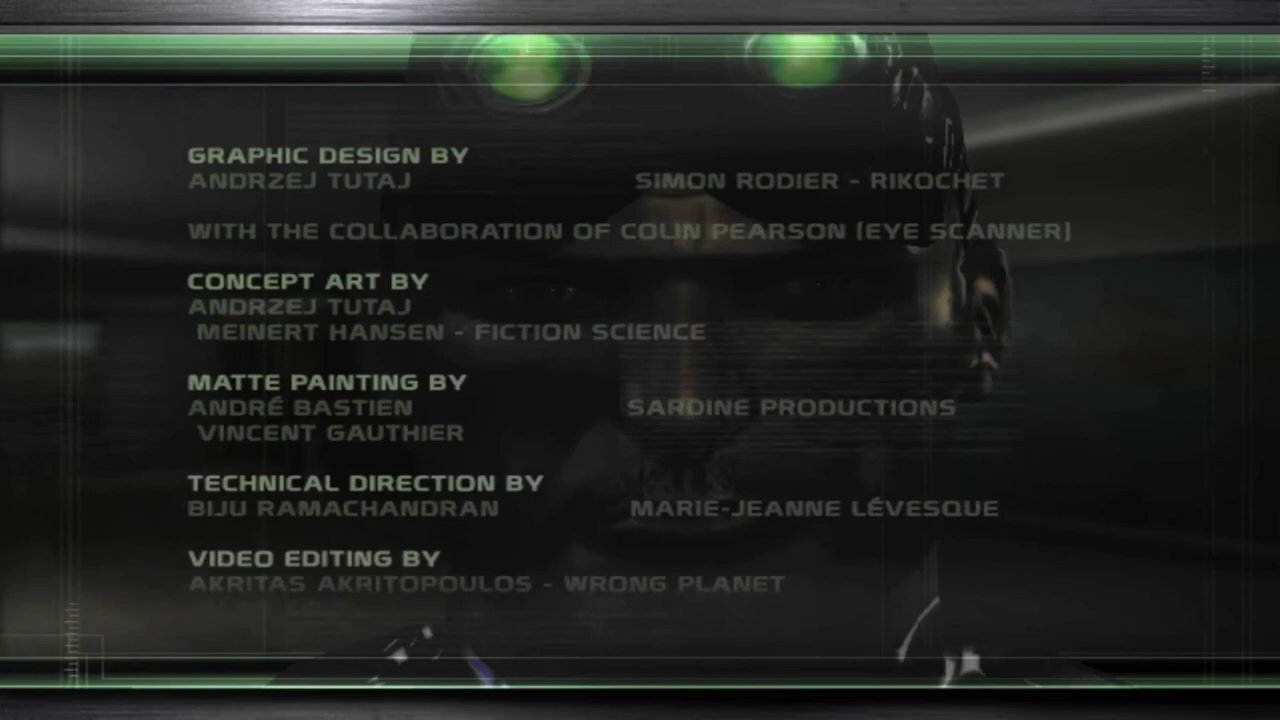 GRAPHIC DESIGN BY
ANDRZEJ TUTAJ SIMON RODIER - RIKOCHET
WITH THE COLLABORATION OF COLIN PEARSON (EYE SCANNER)
CONCEPT ART BY
ANDRZEJ TUTAJ
MEINERT HANSEN - FICTION SCIENCE
MATTE PAINTING BY
ANDRÉ BASTIEN SARDINE PRODUCTIONS
VINCENT GAUTHIER
TECHNICAL DIRECTION BY
BIJU RAMACHANDRAN MARIE-JEANNE LÉVESQUE
VIDEO EDITING BY
AKRITAS AKRITOPOULOS - WRONG PLANET